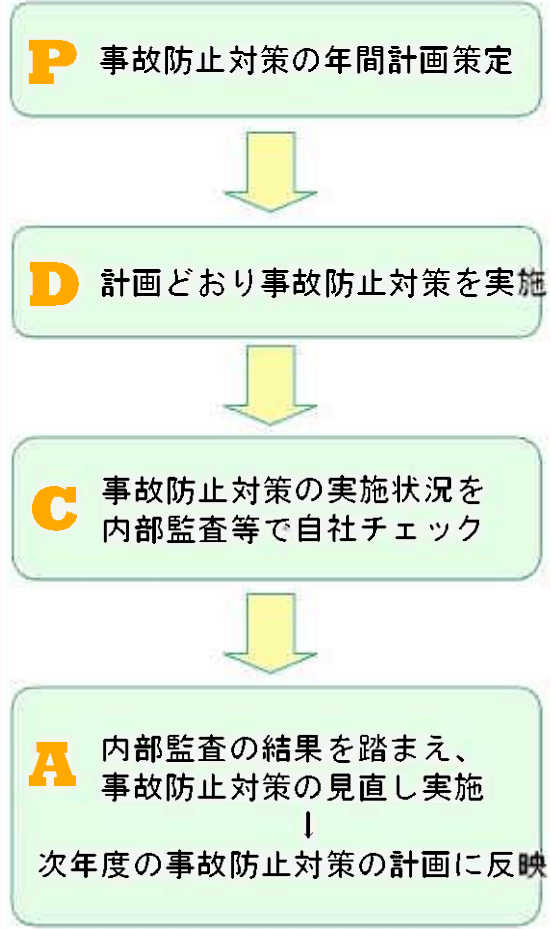 P 事故防止対策の年間計画策定
D 計画どおり事故防止対策を実施
C 事故防止対策の実施状況を
内部監査等で自社チェック
A 内部監査の結果を踏まえ、
事故防止対策の見直し実施
↓
次年度の事故防止対策の計画に反映